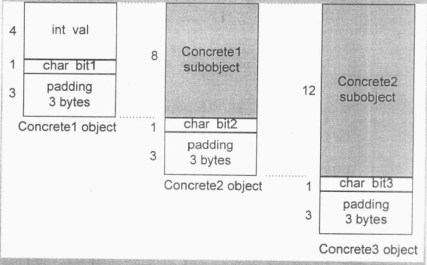 4
int val
1
char bit1
3
padding
3 bytes
Concrete1 object
8
Concrete1
subobject
1
char bit2
3
padding
3 bytes
Concrete2 object
12
Concrete2
subobject
1
char bit3
3
padding
3 bytes
Concrete3 object